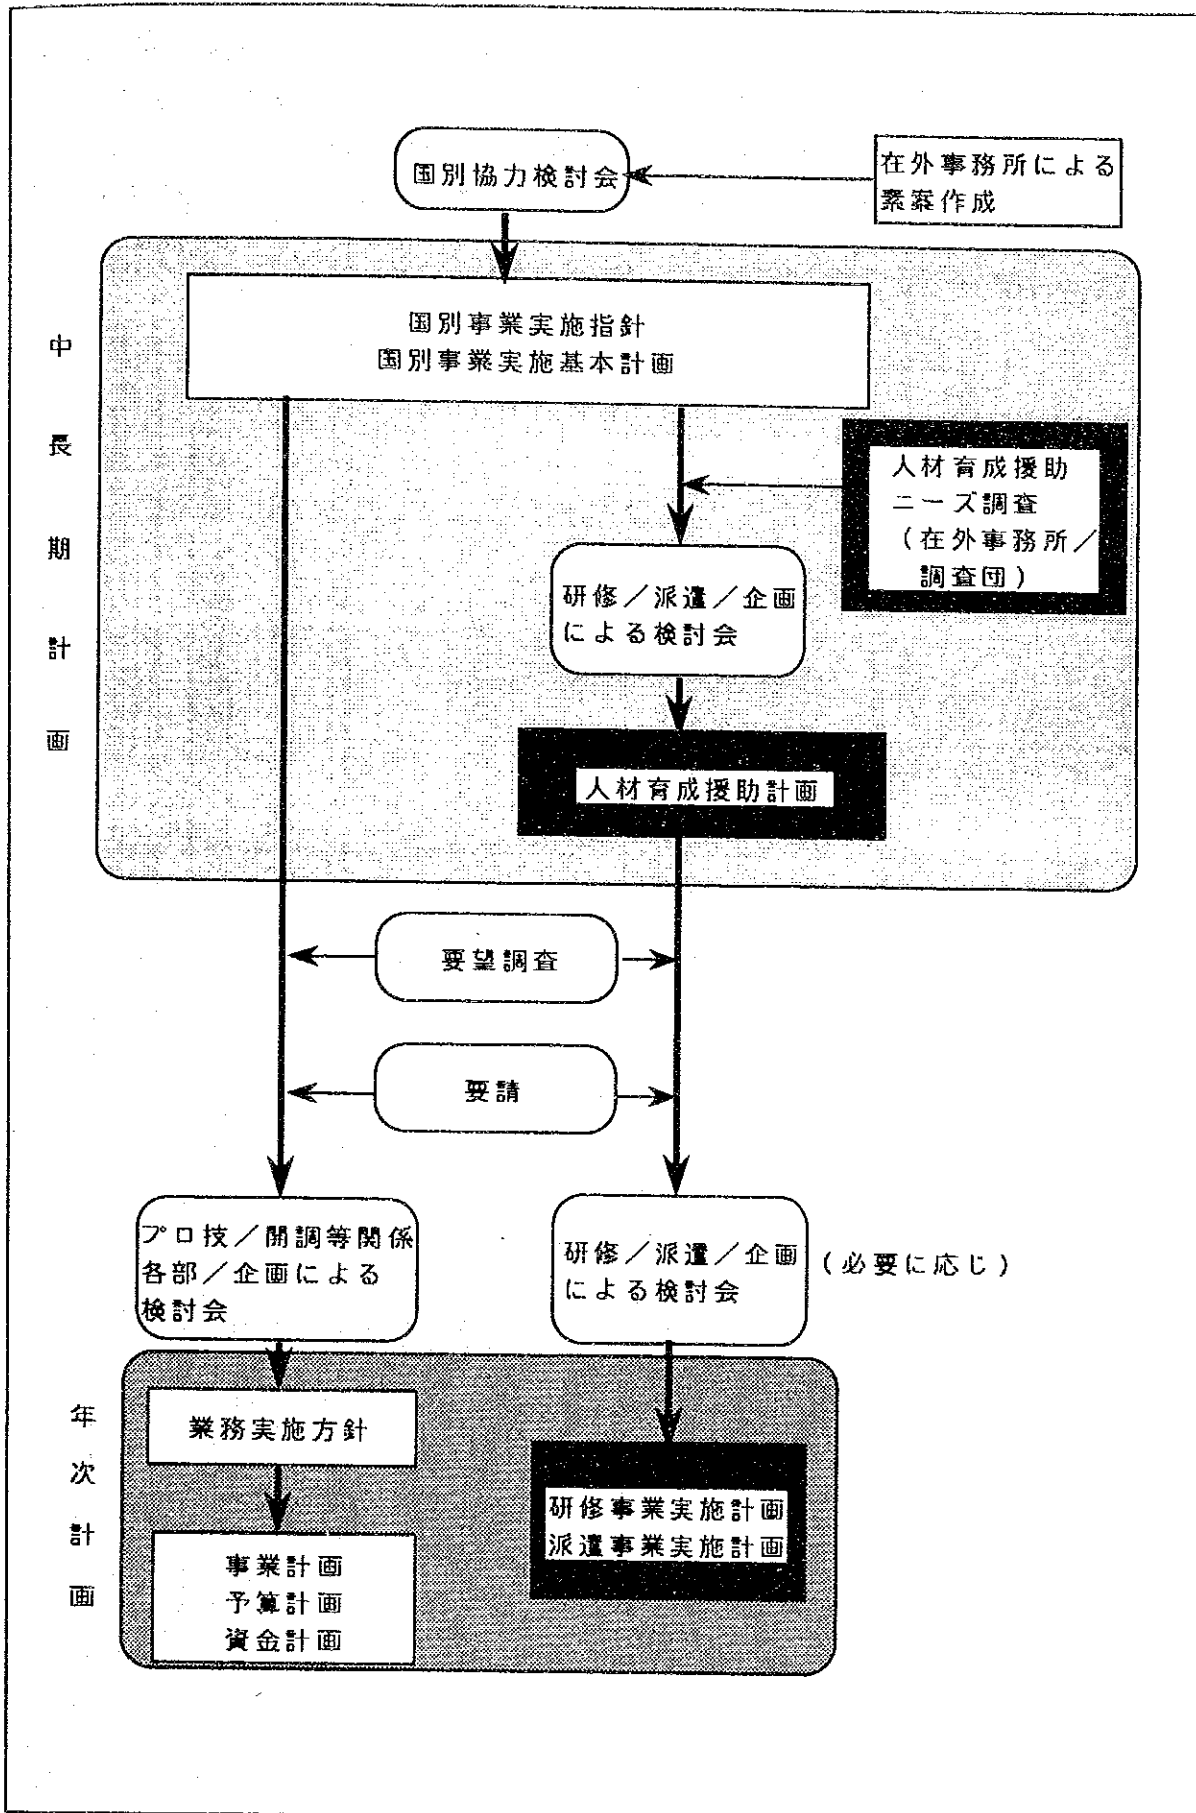 国別協力検討会
在外事務所による
素案作成
中長期計画
国別事業実施指針
国別事業実施基本計画
人材育成援助
ニーズ調査
(在外事務所/
調査団)
研修/派遣/企画
による検討会
人材育成援助計画
要望調査
要請
プロ技/開調等関係
各部/企画による
検討会
研修/派遣/企画
による検討会
(必要に応じ)
年次計画
業務実施方針
事業計画
予算計画
資金計画
研修事業実施計画
派遣事業実施計画